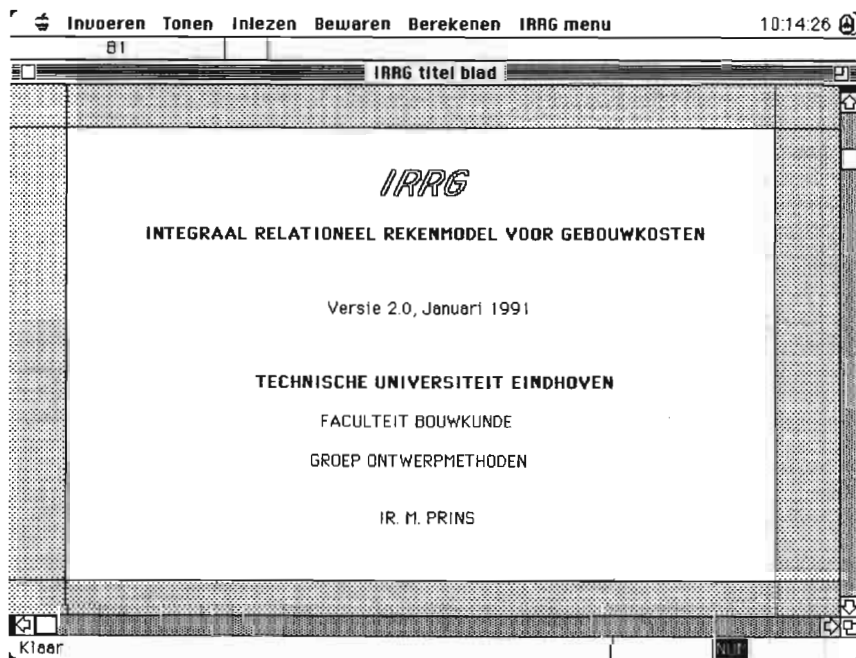 Invoeren Tonen Inlezen Bewaren Berekenen IRRG menu 10:14:26
B1
IRRG titel blad
IRRG
INTEGRAAL RELATIONEEL REKENMODEL VOOR GEBOUWKOSTEN
Versie 2.0, Januari 1991
TECHNISCHE UNIVERSITEIT EINDHOVEN
FACULTEIT BOUWKUNDE
GROEP ONTWERPMETHODEN
IR. M. PRINS
Klaar NUM